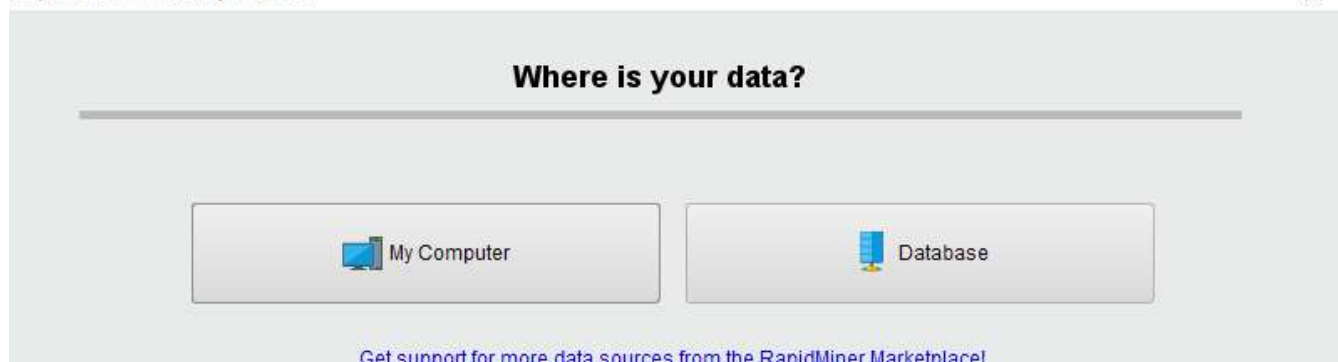 Where is your data?
My Computer
Database
Get support for more data sources from the RapidMiner Marketplace!